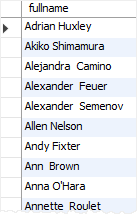 fullname
Adrian Huxley
Akiko Shimamura
Alejandra  Camino
Alexander  Feuer
Alexander  Semenov
Allen Nelson
Andy Fixter
Ann  Brown
Anna O'Hara
Annette  Roulet